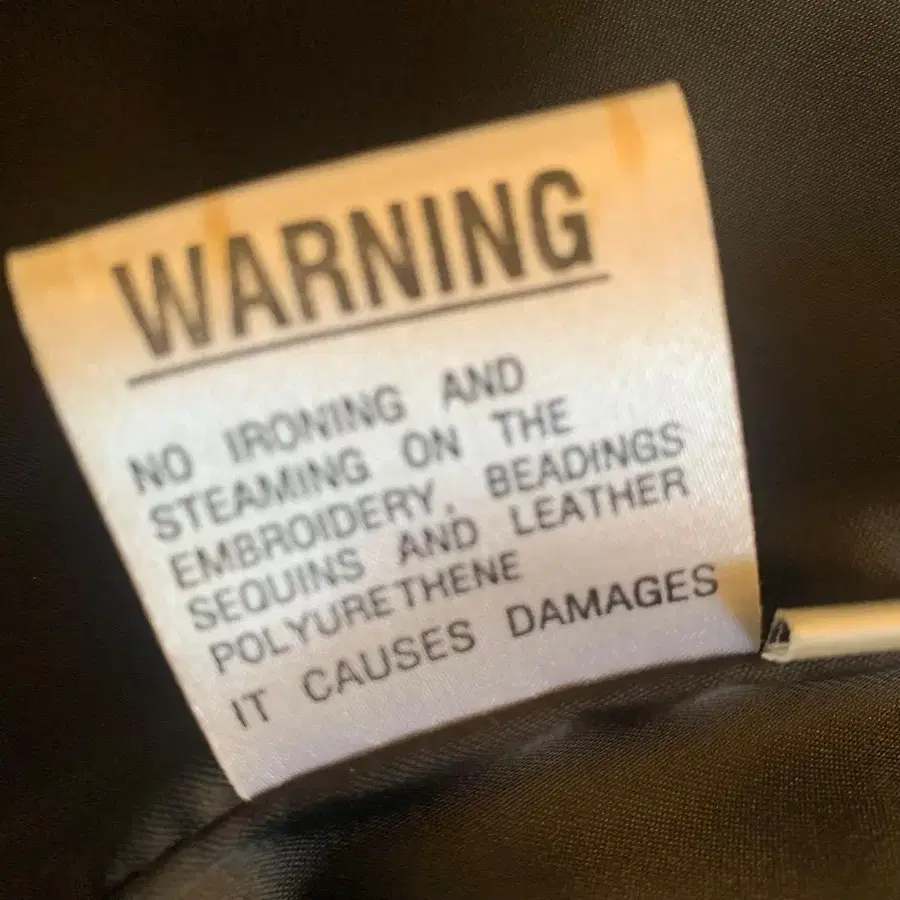 WARNING
NO IRONING AND
STEAMING ON THE
EMBROIDERY, BEADINGS
SEQUINS AND LEATHER
POLYURETHENE
IT CAUSES DAMAGES